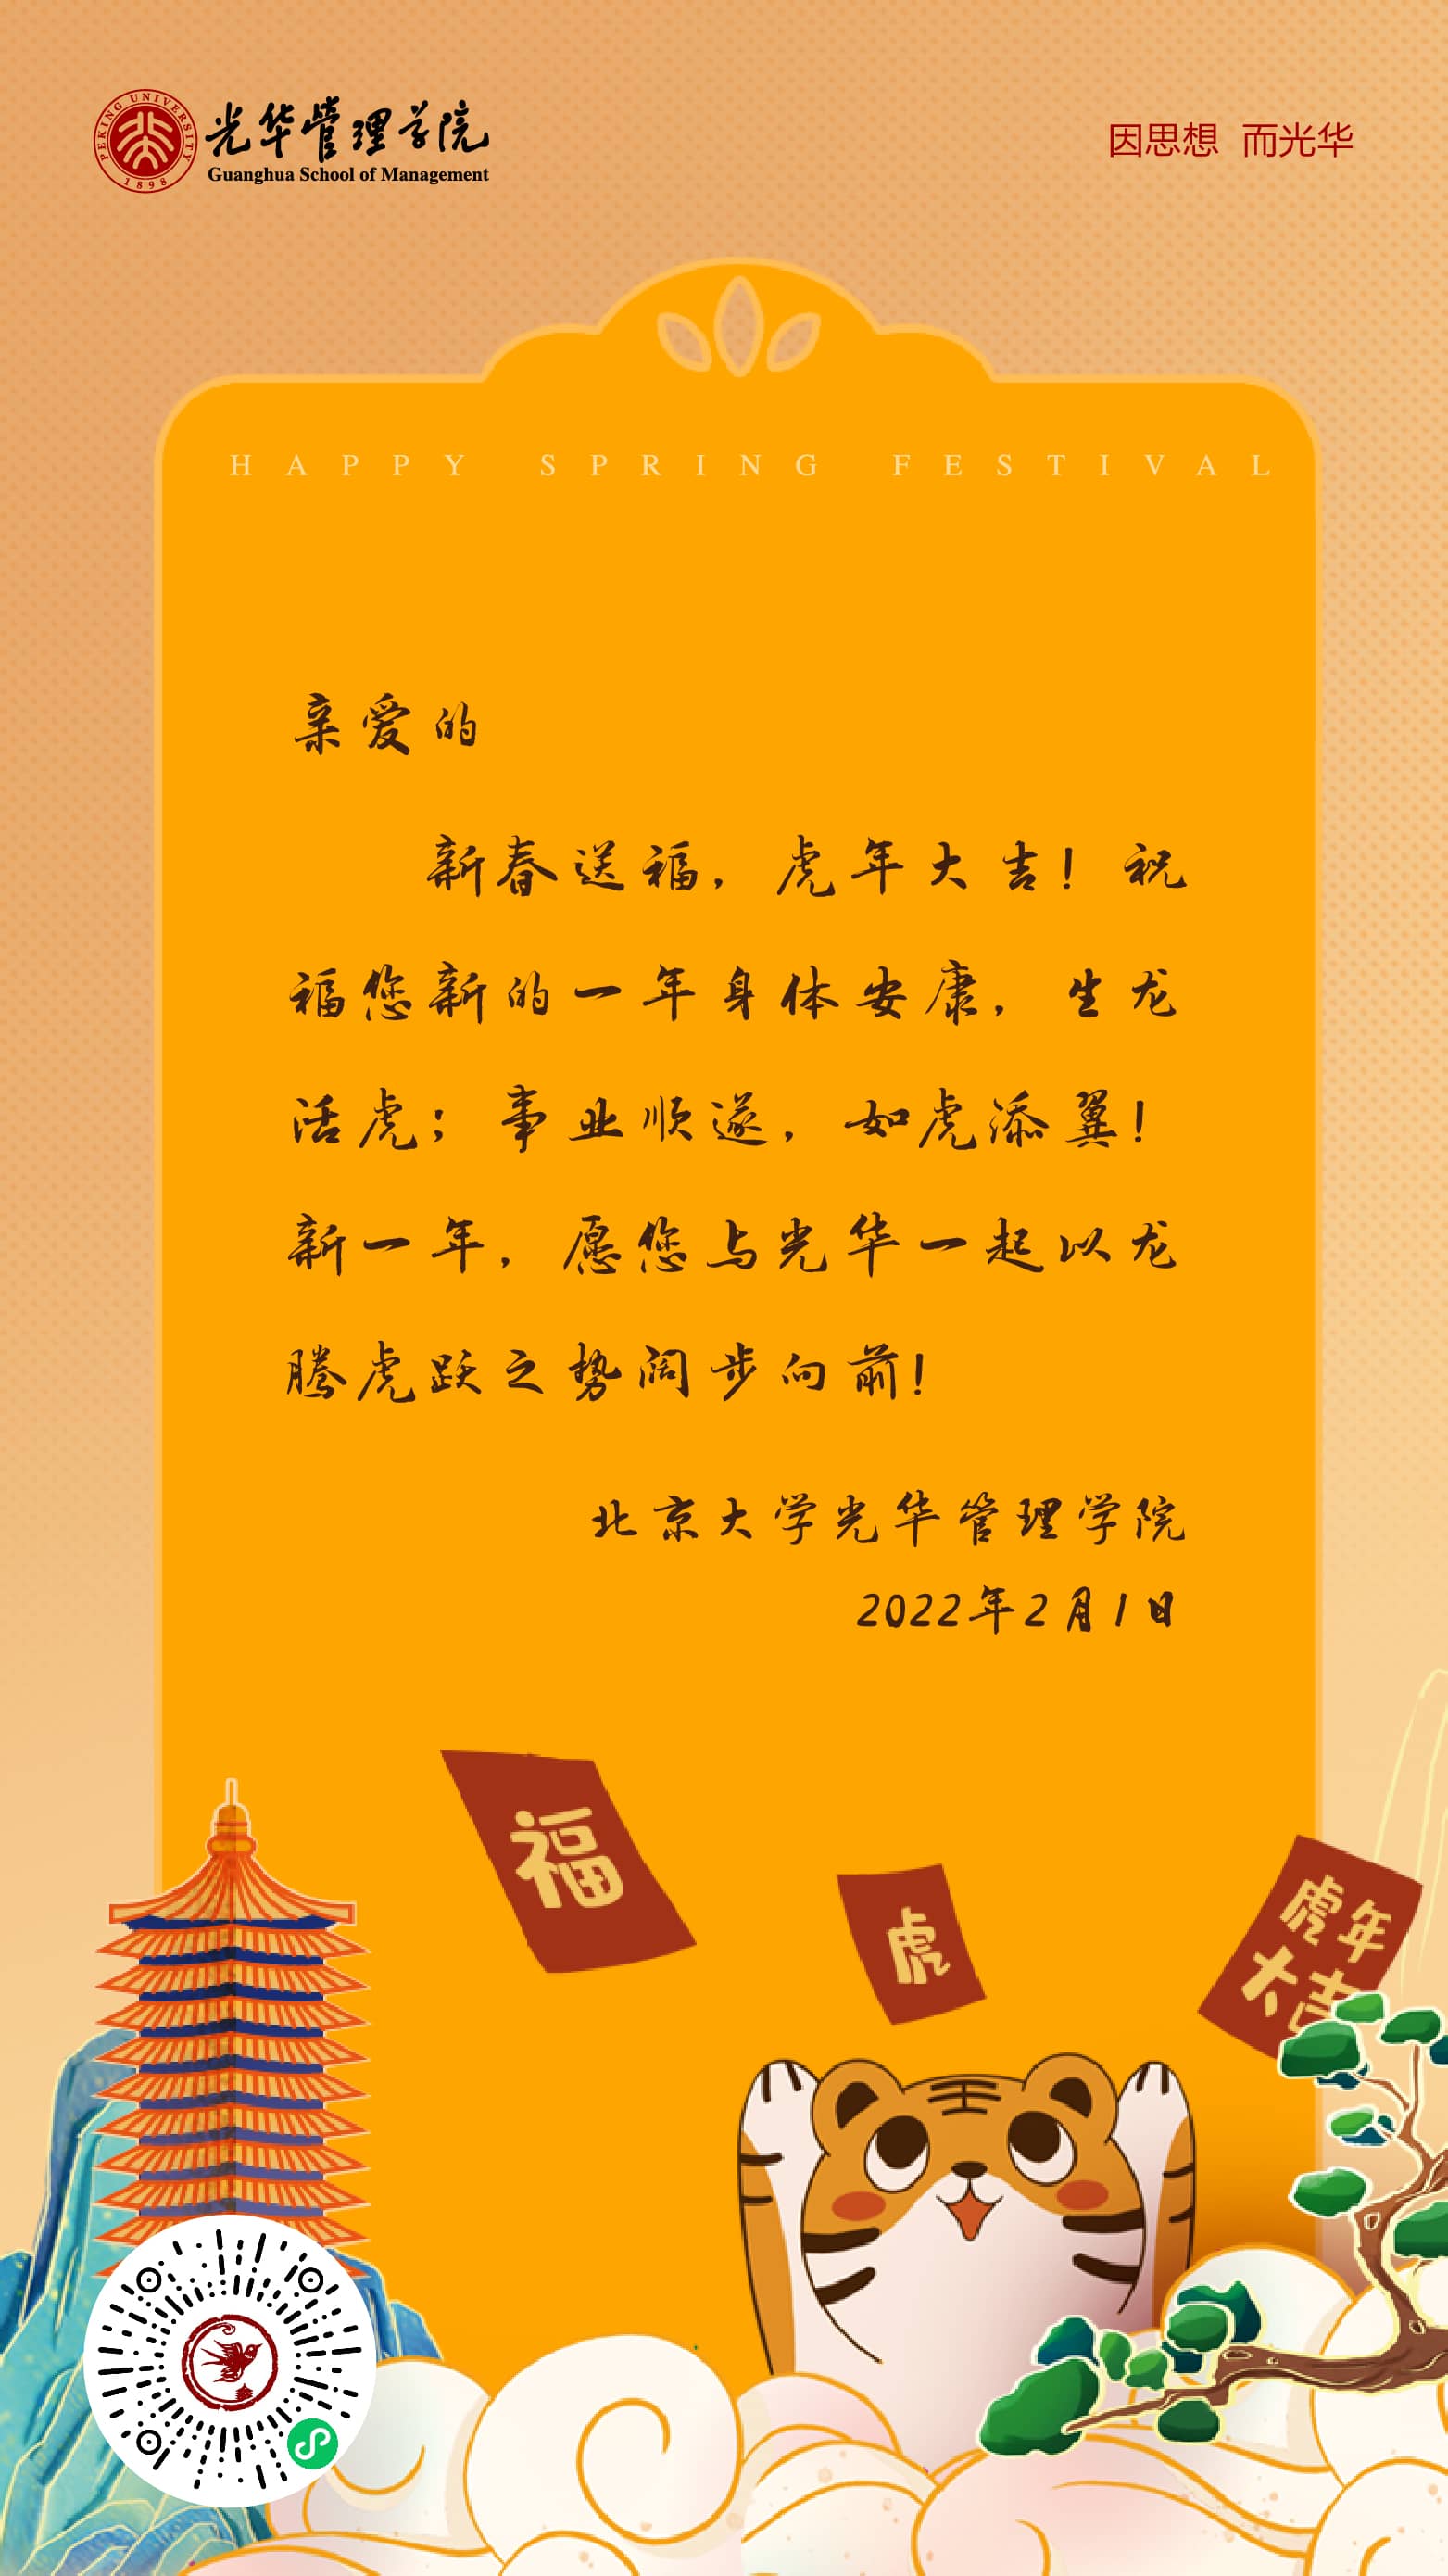 PEKING UNIVERSITY
1898
光华管理学院
Guanghua School of Management
因思想 而光华
HAPPY SPRING FESTIVAL
亲爱的
新春送福，虎年大吉！祝
福您新的一年身体安康，生龙
活虎；事业顺遂，如虎添翼！
新一年，愿您与光华一起以龙
腾虎跃之势阔步向前！
北京大学光华管理学院
2022年2月1日
福
虎
虎年
大吉